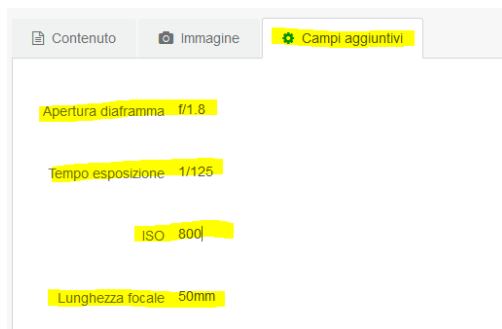 Contenuto Immagine Campi aggiuntivi
Apertura diaframma f/1.8
Tempo esposizione 1/125
ISO 800
Lunghezza focale 50mm